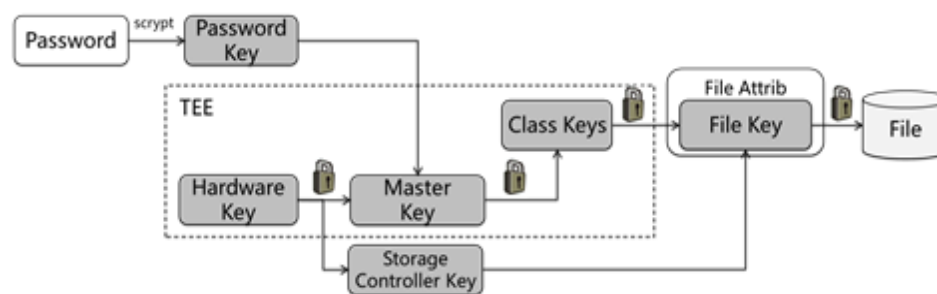 Password
scrypt
Password
Key
TEE
Hardware
Key
Master
Key
Class Keys
File Attrib
File Key
File
Storage
Controller Key